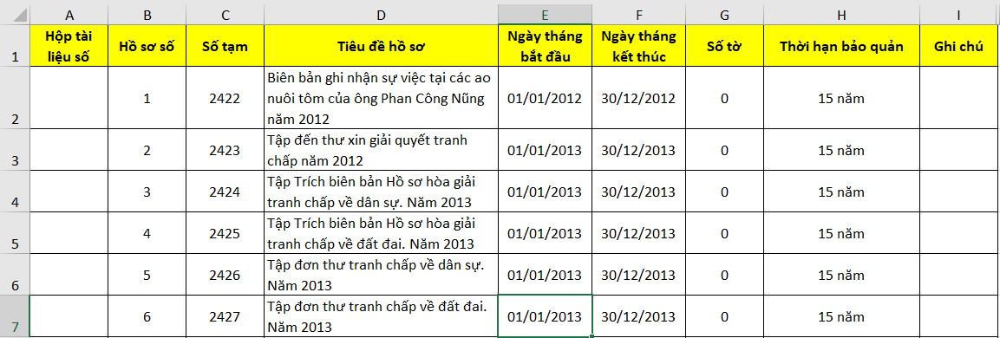 A B C D E F G H I
1 Hộp tài liệu số Hồ sơ số Số tạm Tiêu đề hồ sơ Ngày tháng bắt đầu Ngày tháng kết thúc Số tờ Thời hạn bảo quản Ghi chú
2 1 2422 Biên bản ghi nhận sự việc tại các ao nuôi tôm của ông Phan Công Nũng năm 2012 01/01/2012 30/12/2012 0 15 năm
3 2 2423 Tập đến thư xin giải quyết tranh chấp năm 2012 01/01/2013 30/12/2013 0 15 năm
4 3 2424 Tập Trích biên bản Hồ sơ hòa giải tranh chấp về dân sự. Năm 2013 01/01/2013 30/12/2013 0 15 năm
5 4 2425 Tập Trích biên bản Hồ sơ hòa giải tranh chấp về đất đai. Năm 2013 01/01/2013 30/12/2013 0 15 năm
6 5 2426 Tập đơn thư tranh chấp về dân sự. Năm 2013 01/01/2013 30/12/2013 0 15 năm
7 6 2427 Tập đơn thư tranh chấp về đất đai. Năm 2013 01/01/2013 30/12/2013 0 15 năm